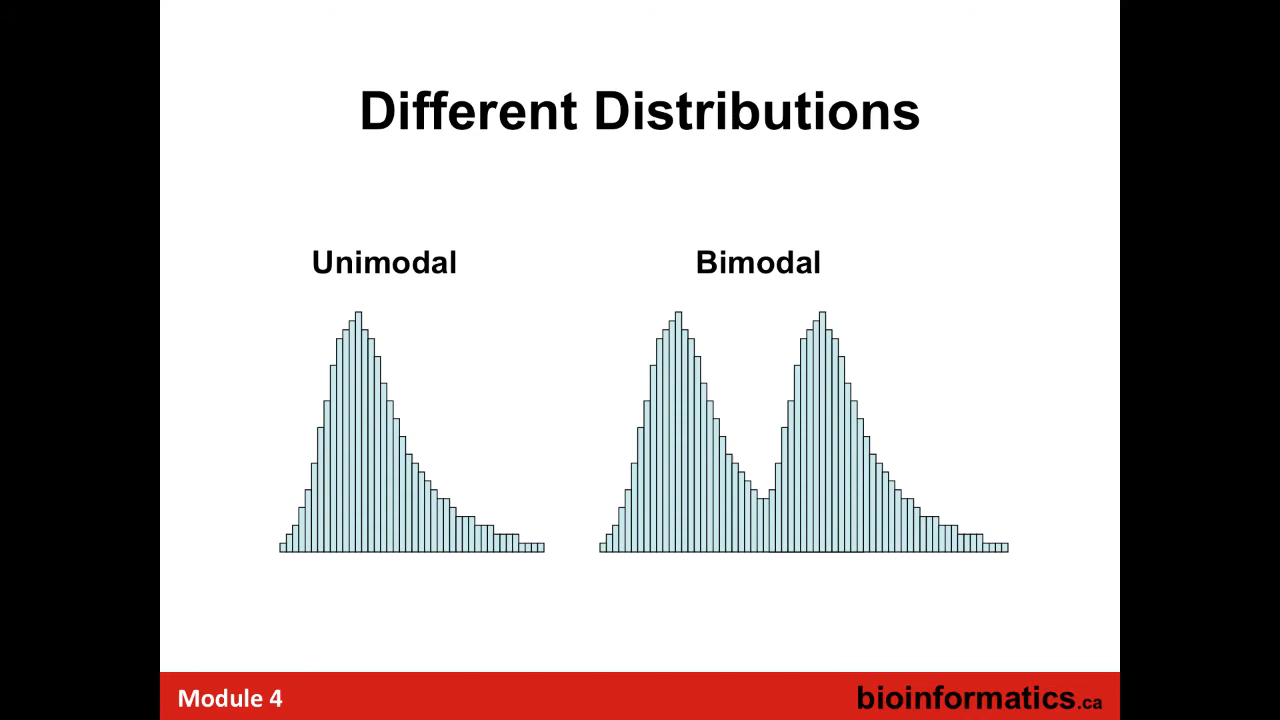 Different Distributions
Unimodal
Bimodal
Module 4
bioinformatics.ca